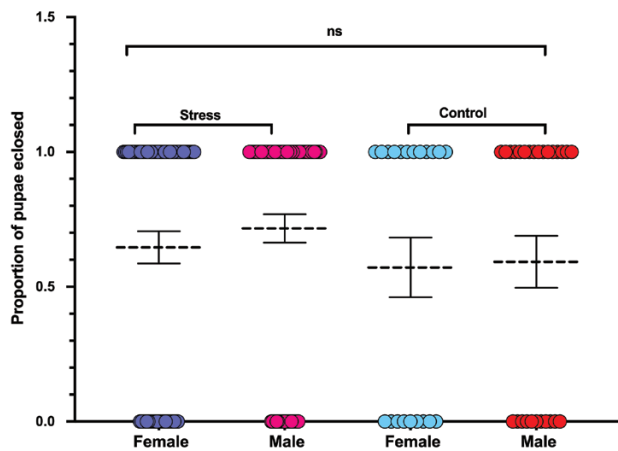 1.5
ns
Stress
Control
1.0
Proportion of pupae eclosed
0.5
0.0
Female
Male
Female
Male